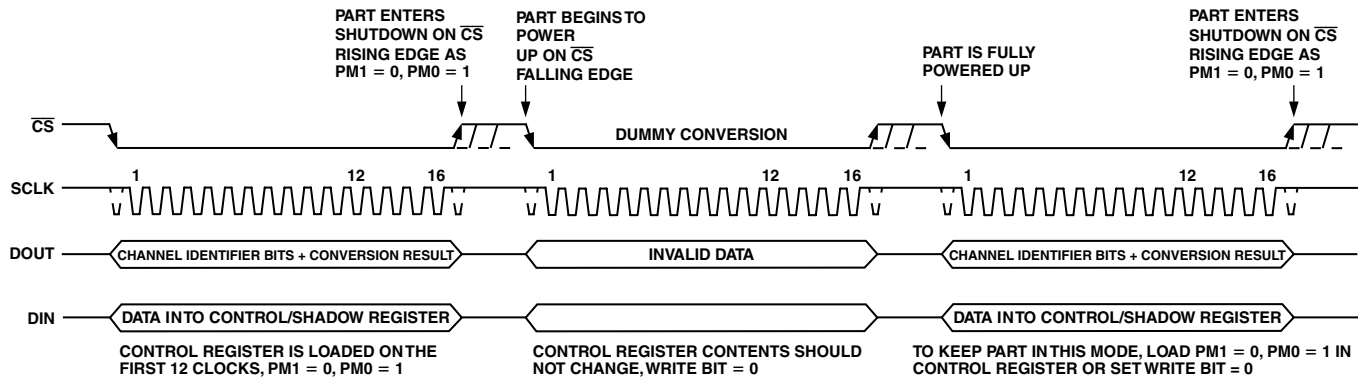 PART ENTERS
SHUTDOWN ON CS
RISING EDGE AS
PM1 = 0, PM0 = 1
PART BEGINS TO
POWER
UP ON CS
FALLING EDGE
PART IS FULLY
POWERED UP
PART ENTERS
SHUTDOWN ON CS
RISING EDGE AS
PM1 = 0, PM0 = 1
CS
DUMMY CONVERSION
SCLK
1 12 16 1 12 16 1 12 16
DOUT
CHANNEL IDENTIFIER BITS + CONVERSION RESULT
INVALID DATA
CHANNEL IDENTIFIER BITS + CONVERSION RESULT
DIN
DATA INTO CONTROL/SHADOW REGISTER
DATA INTO CONTROL/SHADOW REGISTER
CONTROL REGISTER IS LOADED ON THE
FIRST 12 CLOCKS, PM1 = 0, PM0 = 1
CONTROL REGISTER CONTENTS SHOULD
NOT CHANGE, WRITE BIT = 0
TO KEEP PART IN THIS MODE, LOAD PM1 = 0, PM0 = 1 IN
CONTROL REGISTER OR SET WRITE BIT = 0